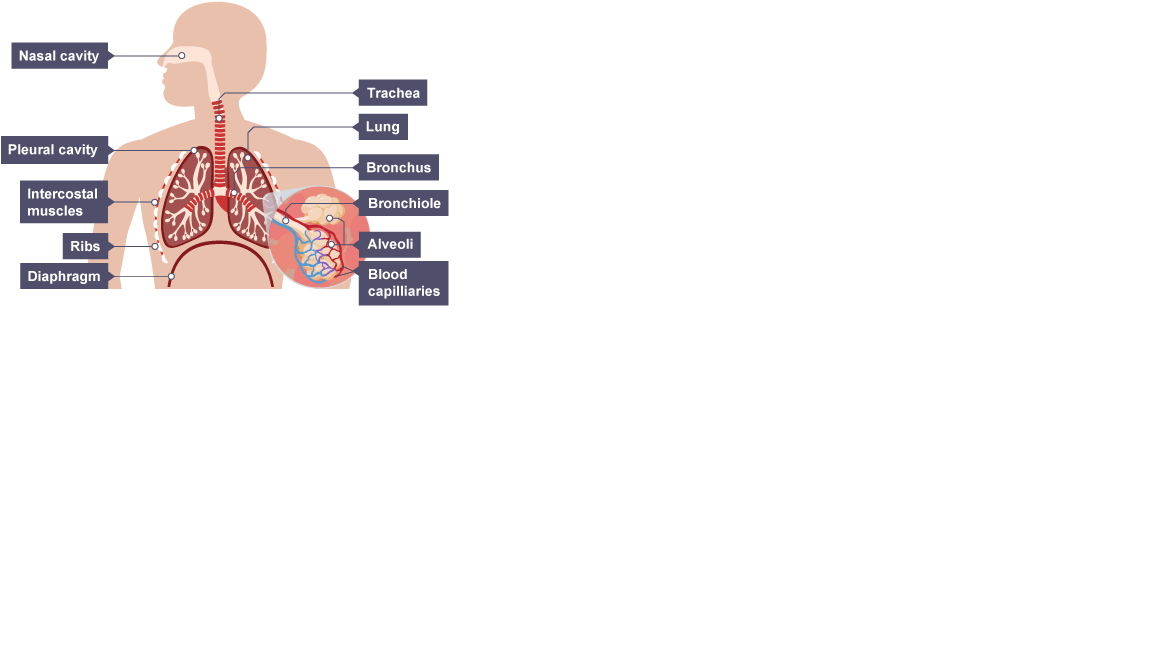 Nasal cavity
Trachea
Lung
Pleural cavity
Bronchus
Intercostal
muscles
Bronchiole
Ribs
Alveoli
Diaphragm
Blood
capilliaries